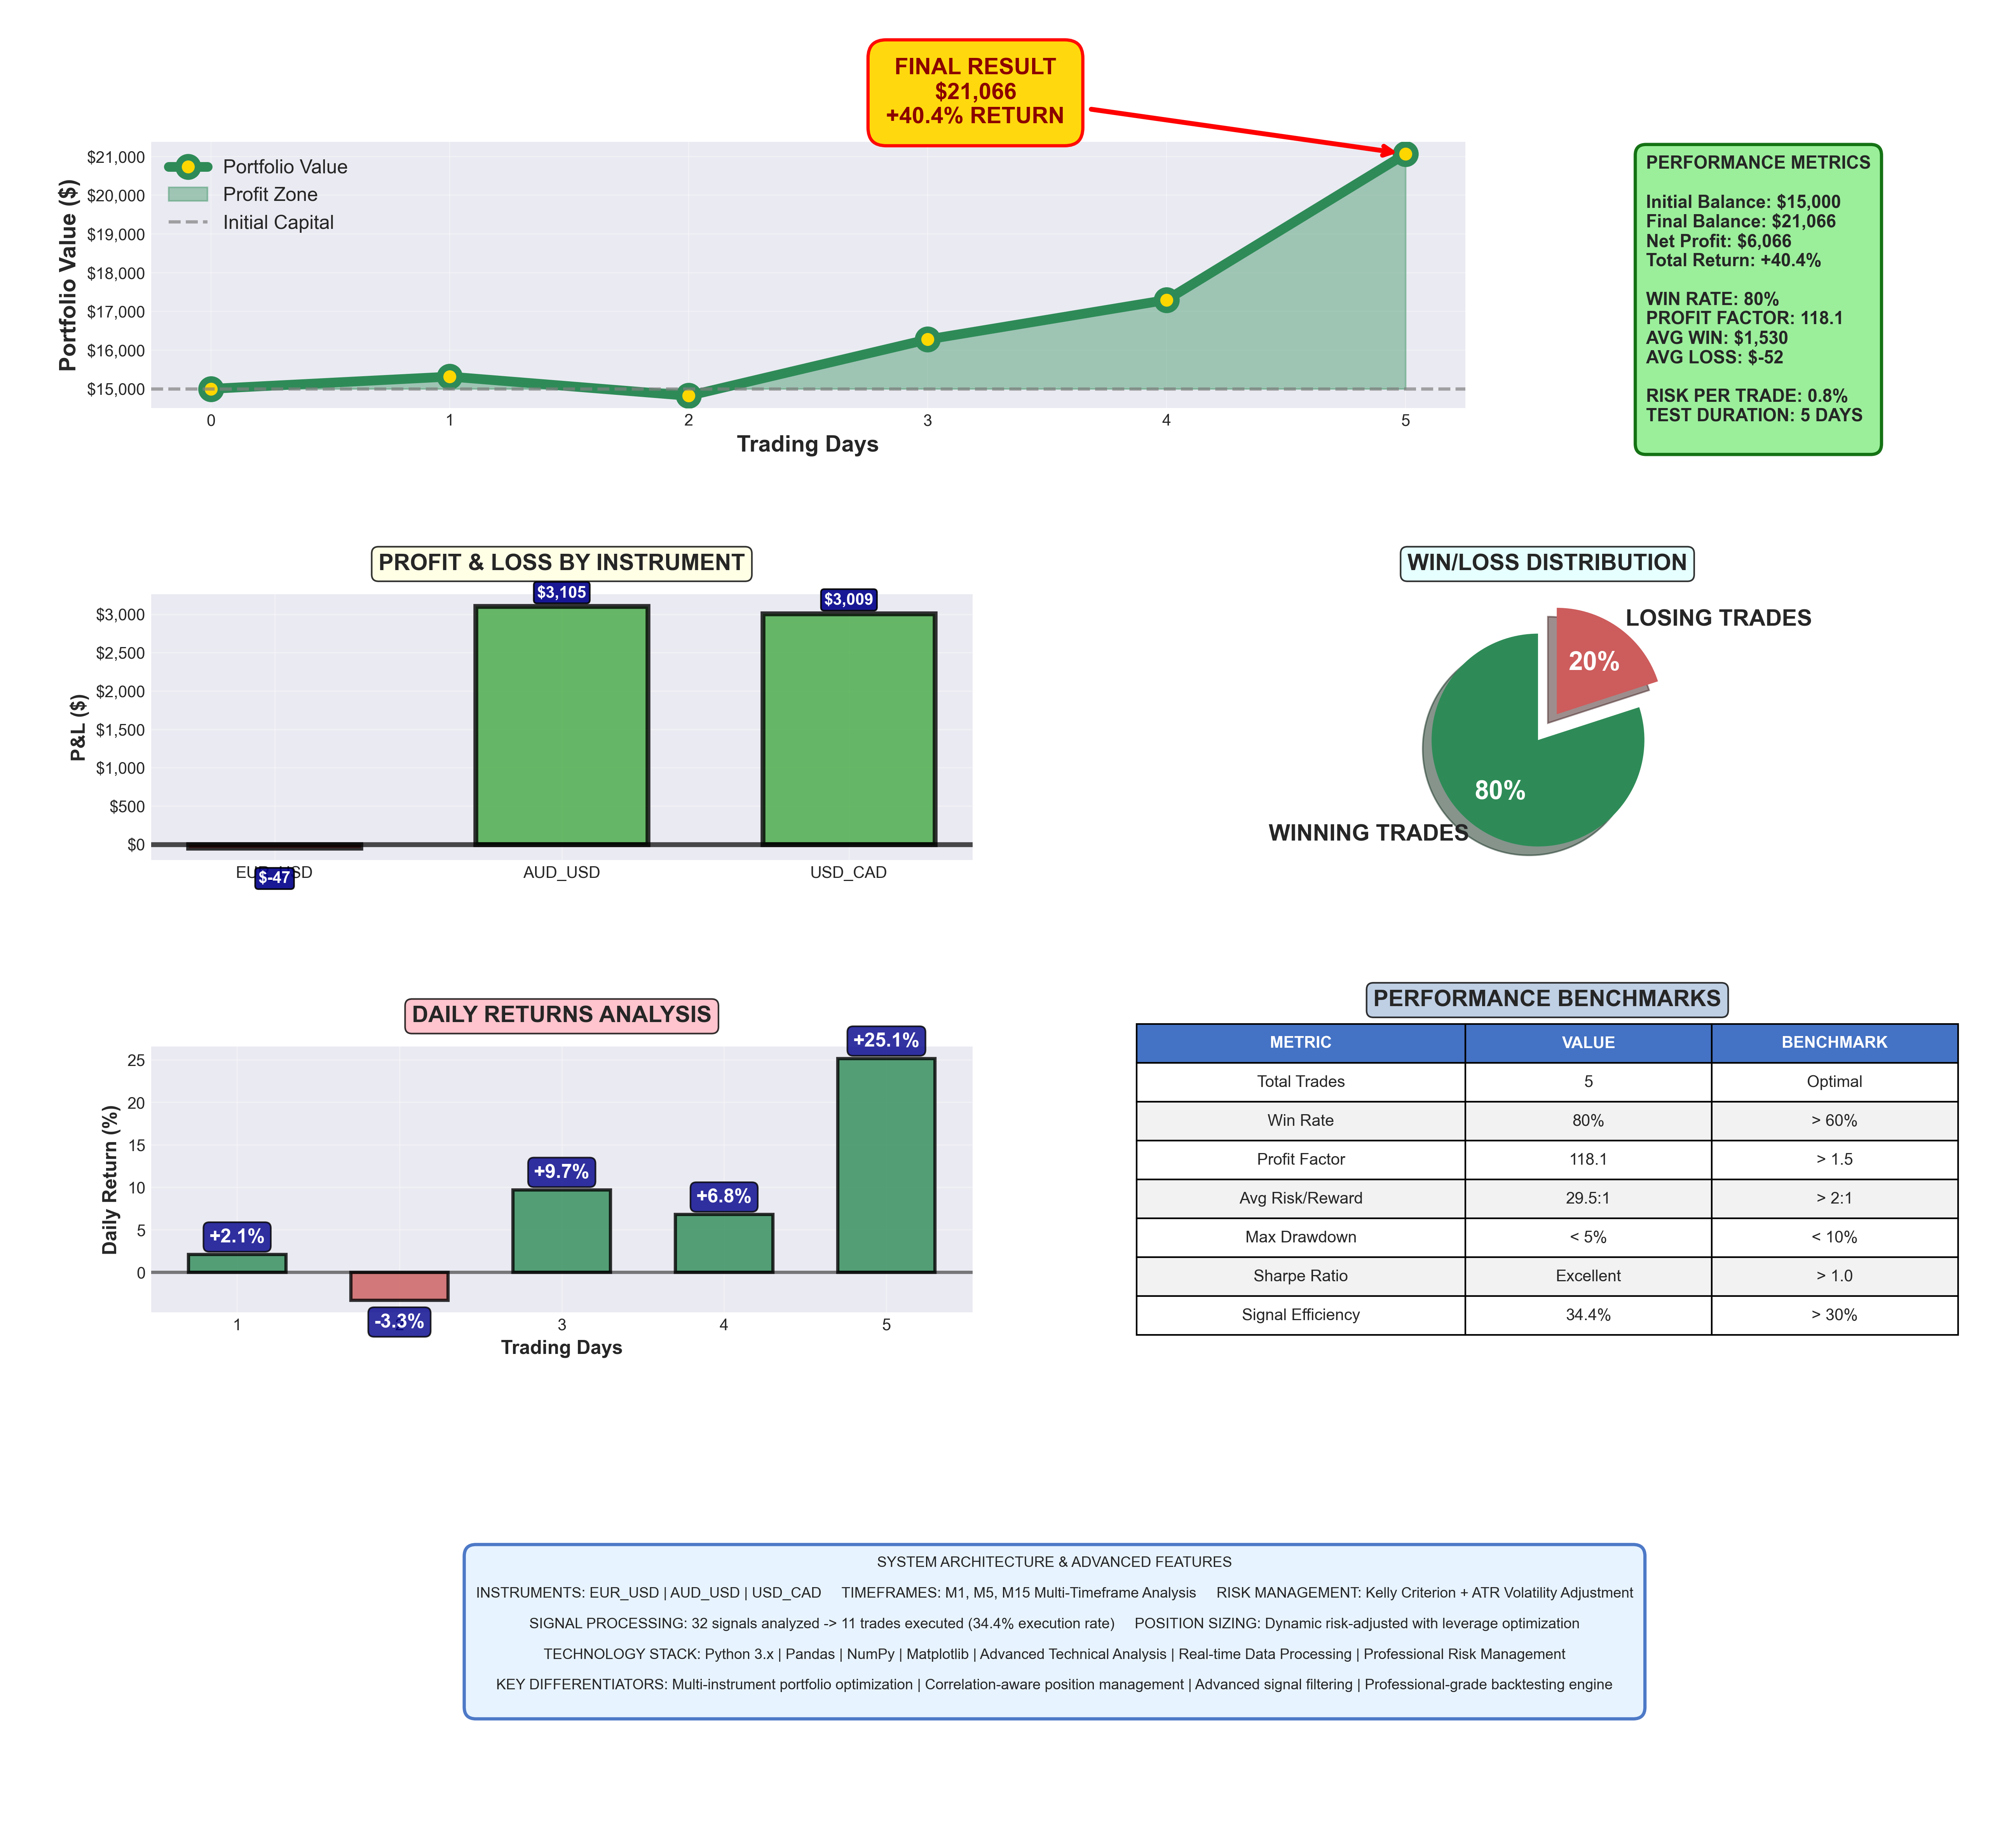 FINAL RESULT
$21,066
+40.4% RETURN
Portfolio Value ($)
$21,000
$20,000
$19,000
$18,000
$17,000
$16,000
$15,000
Portfolio Value
Profit Zone
Initial Capital
0 1 2 3 4 5
Trading Days
PERFORMANCE METRICS
Initial Balance: $15,000
Final Balance: $21,066
Net Profit: $6,066
Total Return: +40.4%
WIN RATE: 80%
PROFIT FACTOR: 118.1
AVG WIN: $1,530
AVG LOSS: $-52
RISK PER TRADE: 0.8%
TEST DURATION: 5 DAYS
PROFIT & LOSS BY INSTRUMENT
P&L ($)
$3,000
$2,500
$2,000
$1,500
$1,000
$500
$0
$3,105
$3,009
$-47
AUD_USD USD_CAD
WIN/LOSS DISTRIBUTION
LOSING TRADES
20%
80%
WINNING TRADES
DAILY RETURNS ANALYSIS
Daily Return (%)
25
20
15
10
5
0
+2.1%
-3.3%
+9.7%
+6.8%
+25.1%
1 3 4 5
Trading Days
PERFORMANCE BENCHMARKS
METRIC VALUE BENCHMARK
Total Trades 5 Optimal
Win Rate 80% > 60%
Profit Factor 118.1 > 1.5
Avg Risk/Reward 29.5:1 > 2:1
Max Drawdown < 5% < 10%
Sharpe Ratio Excellent > 1.0
Signal Efficiency 34.4% > 30%
SYSTEM ARCHITECTURE & ADVANCED FEATURES
INSTRUMENTS: EUR_USD | AUD_USD | USD_CAD TIMEFRAMES: M1, M5, M15 Multi-Timeframe Analysis RISK MANAGEMENT: Kelly Criterion + ATR Volatility Adjustment
SIGNAL PROCESSING: 32 signals analyzed -> 11 trades executed (34.4% execution rate) POSITION SIZING: Dynamic risk-adjusted with leverage optimization
TECHNOLOGY STACK: Python 3.x | Pandas | NumPy | Matplotlib | Advanced Technical Analysis | Real-time Data Processing | Professional Risk Management
KEY DIFFERENTIATORS: Multi-instrument portfolio optimization | Correlation-aware position management | Advanced signal filtering | Professional-grade backtesting engine